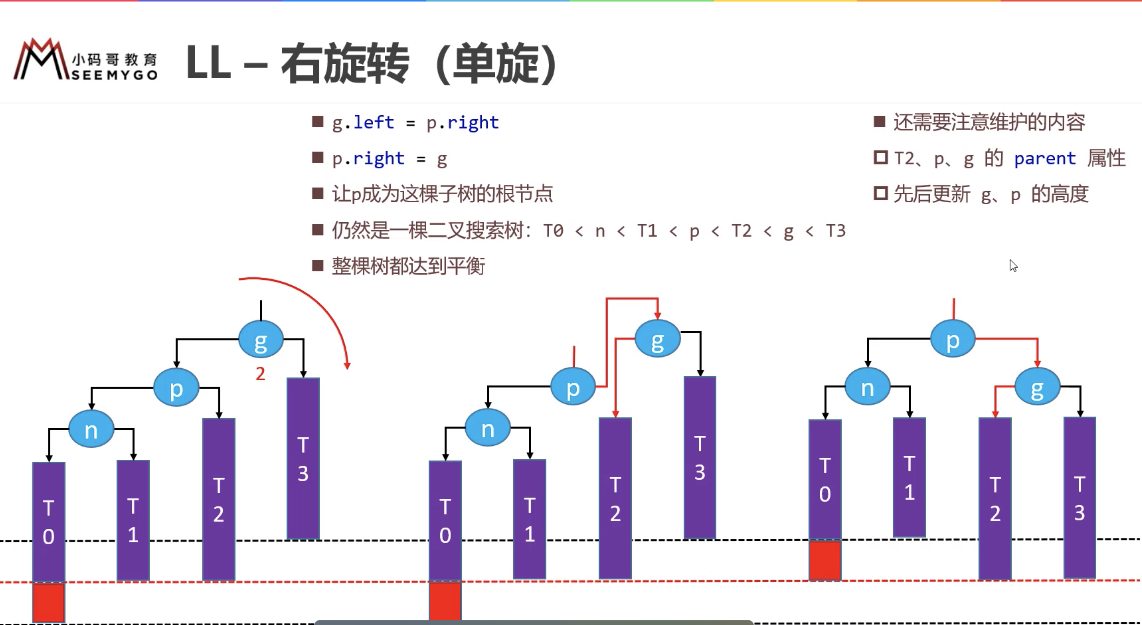 小码哥教育
SEEMYGO
LL – 右旋转（单旋）
g.left = p.right
p.right = g
让p成为这棵子树的根节点
仍然是一棵二叉搜索树：T0 < n < T1 < p < T2 < g < T3
整棵树都达到平衡
还需要注意维护的内容
T2、p、g 的 parent 属性
先后更新 g、p 的高度
g
2
p
n
T0
T1
T2
T3
g
p
n
T0
T1
T2
T3
p
n
g
T0
T1
T2
T3